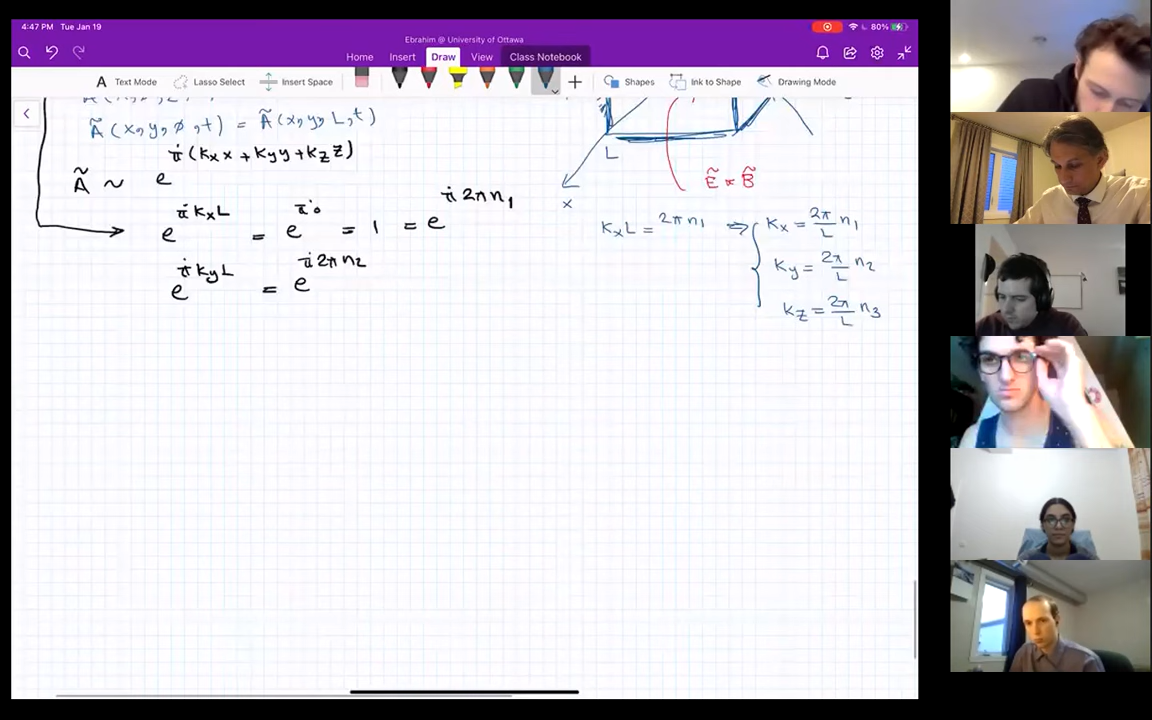 4:47 PM Tue Jan 19
80%
Ebrahim @ University of Ottawa
Home Insert Draw View Class Notebook
A Text Mode Lasso Select Insert Space Shapes Ink to Shape Drawing Mode
Ã(x,y,ø,t) = Ã(x,y,L,t)
Ã ~ e^{i(kxx + kyy + kzz)}
e^{ikxL} = e^{i0} = 1 = e^{i2πn1}
e^{ikyL} = e^{i2πn2}
L
x
Ẽ × B̃
kxL = 2πn1 ⇒ { kx = 2π/L n1
ky = 2π/L n2
kz = 2π/L n3